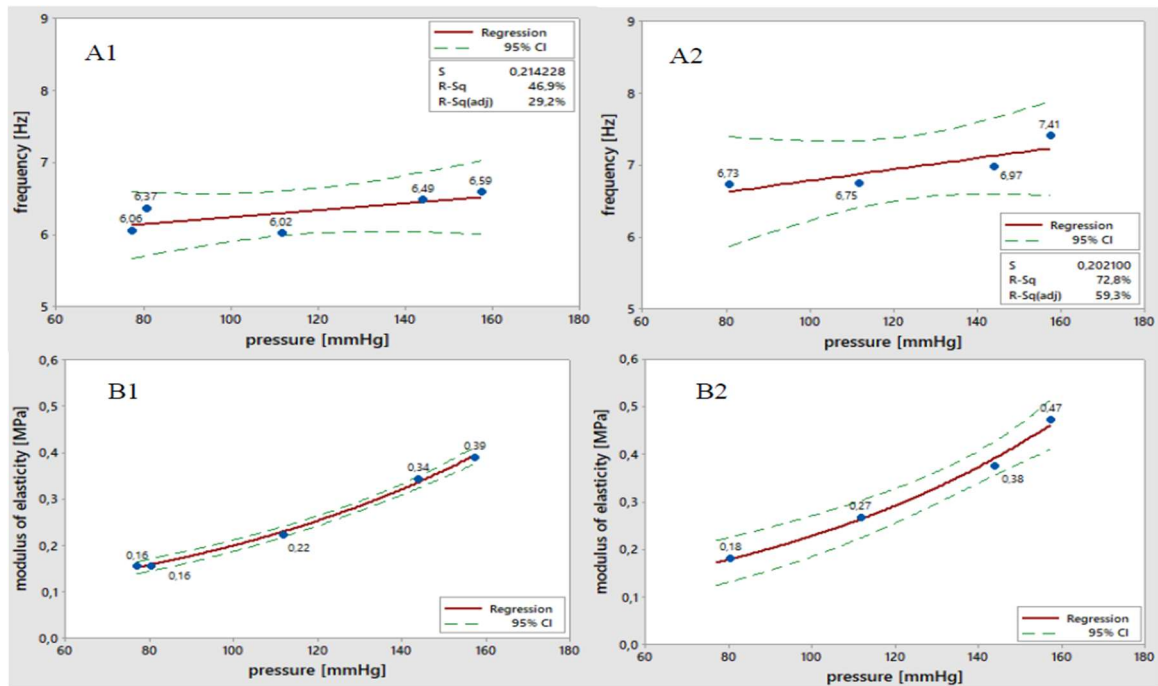 A1
Regression
95% CI
S 0,214228
R-Sq 46,9%
R-Sq(adj) 29,2%
9
8
7
6
5
frequency [Hz]
6,06
6,37
6,02
6,49
6,59
60 80 100 120 140 160 180
pressure [mmHg]
A2
9
8
7
6
5
frequency [Hz]
6,73
6,75
6,97
7,41
Regression
95% CI
S 0,202100
R-Sq 72,8%
R-Sq(adj) 59,3%
60 80 100 120 140 160 180
pressure [mmHg]
B1
0,6
0,5
0,4
0,3
0,2
0,1
0,0
modulus of elasticity [MPa]
0,16
0,16
0,22
0,34
0,39
Regression
95% CI
60 80 100 120 140 160 180
pressure [mmHg]
B2
0,6
0,5
0,4
0,3
0,2
0,1
0,0
modulus of elasticity [MPa]
0,18
0,27
0,38
0,47
Regression
95% CI
60 80 100 120 140 160 180
pressure [mmHg]